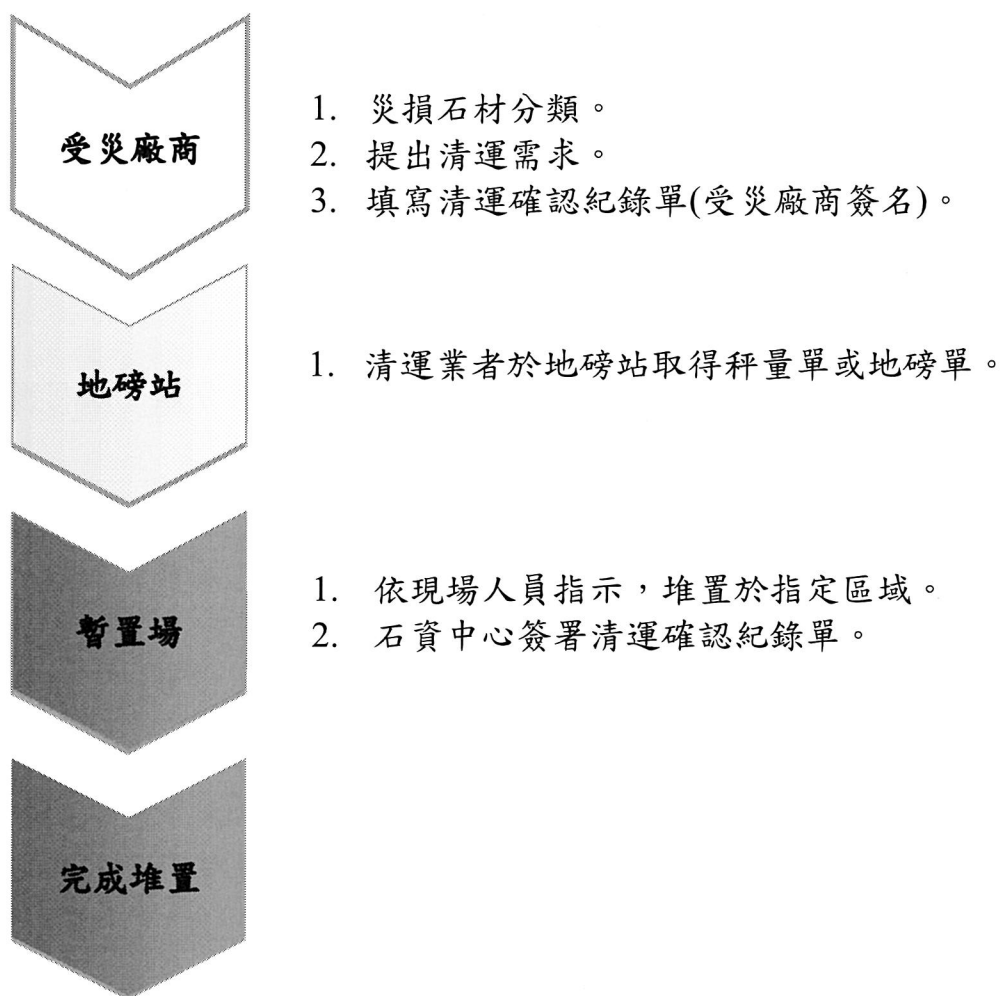 受災廠商
1. 災損石材分類。
2. 提出清運需求。
3. 填寫清運確認紀錄單(受災廠商簽名)。
地磅站
1. 清運業者於地磅站取得秤量單或地磅單。
暫置場
1. 依現場人員指示，堆置於指定區域。
2. 石資中心簽署清運確認紀錄單。
完成堆置